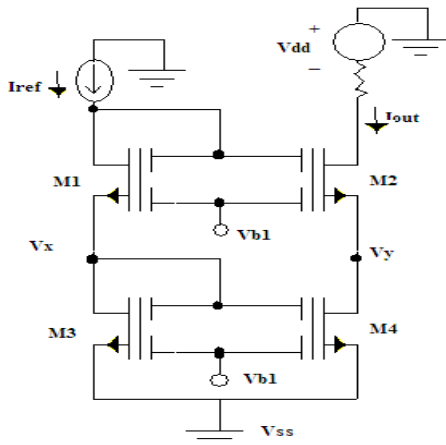 +
Vdd
−
Iref
Iout
M1
M2
Vb1
Vx
Vy
M3
M4
Vb1
Vss